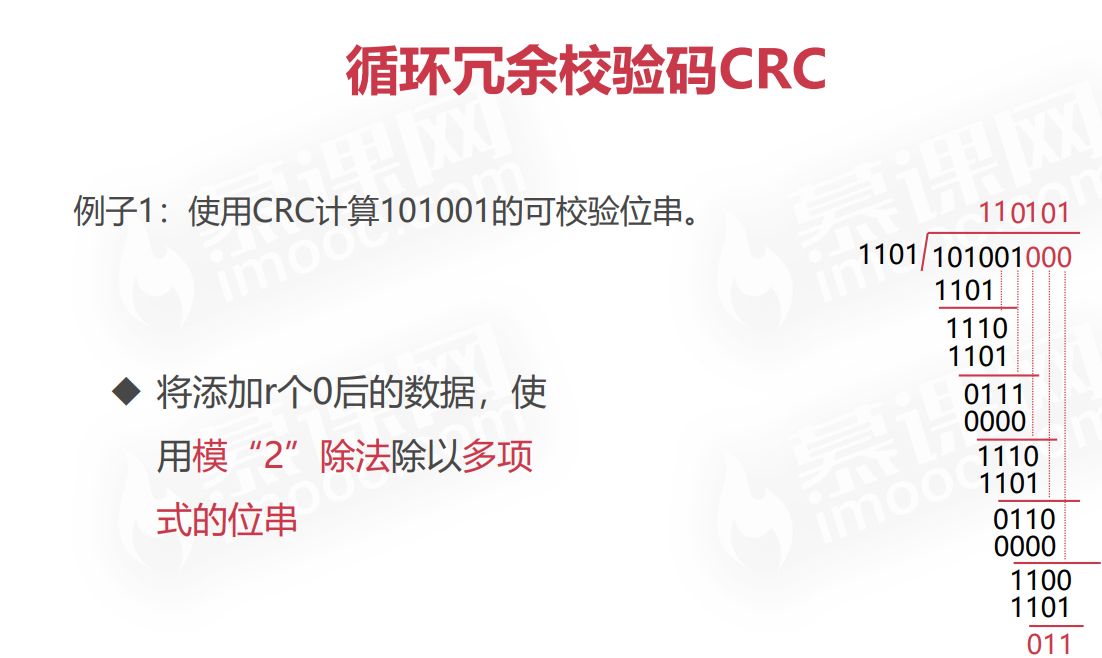 循环冗余校验码CRC
例子1：使用CRC计算101001的可校验位串。
◆ 将添加r个0后的数据，使
用模“2”除法除以多项
式的位串
110101
1101 101001000
1101
1110
1101
0111
0000
1110
1101
0110
0000
1100
1101
011
慕课网
imooc.com